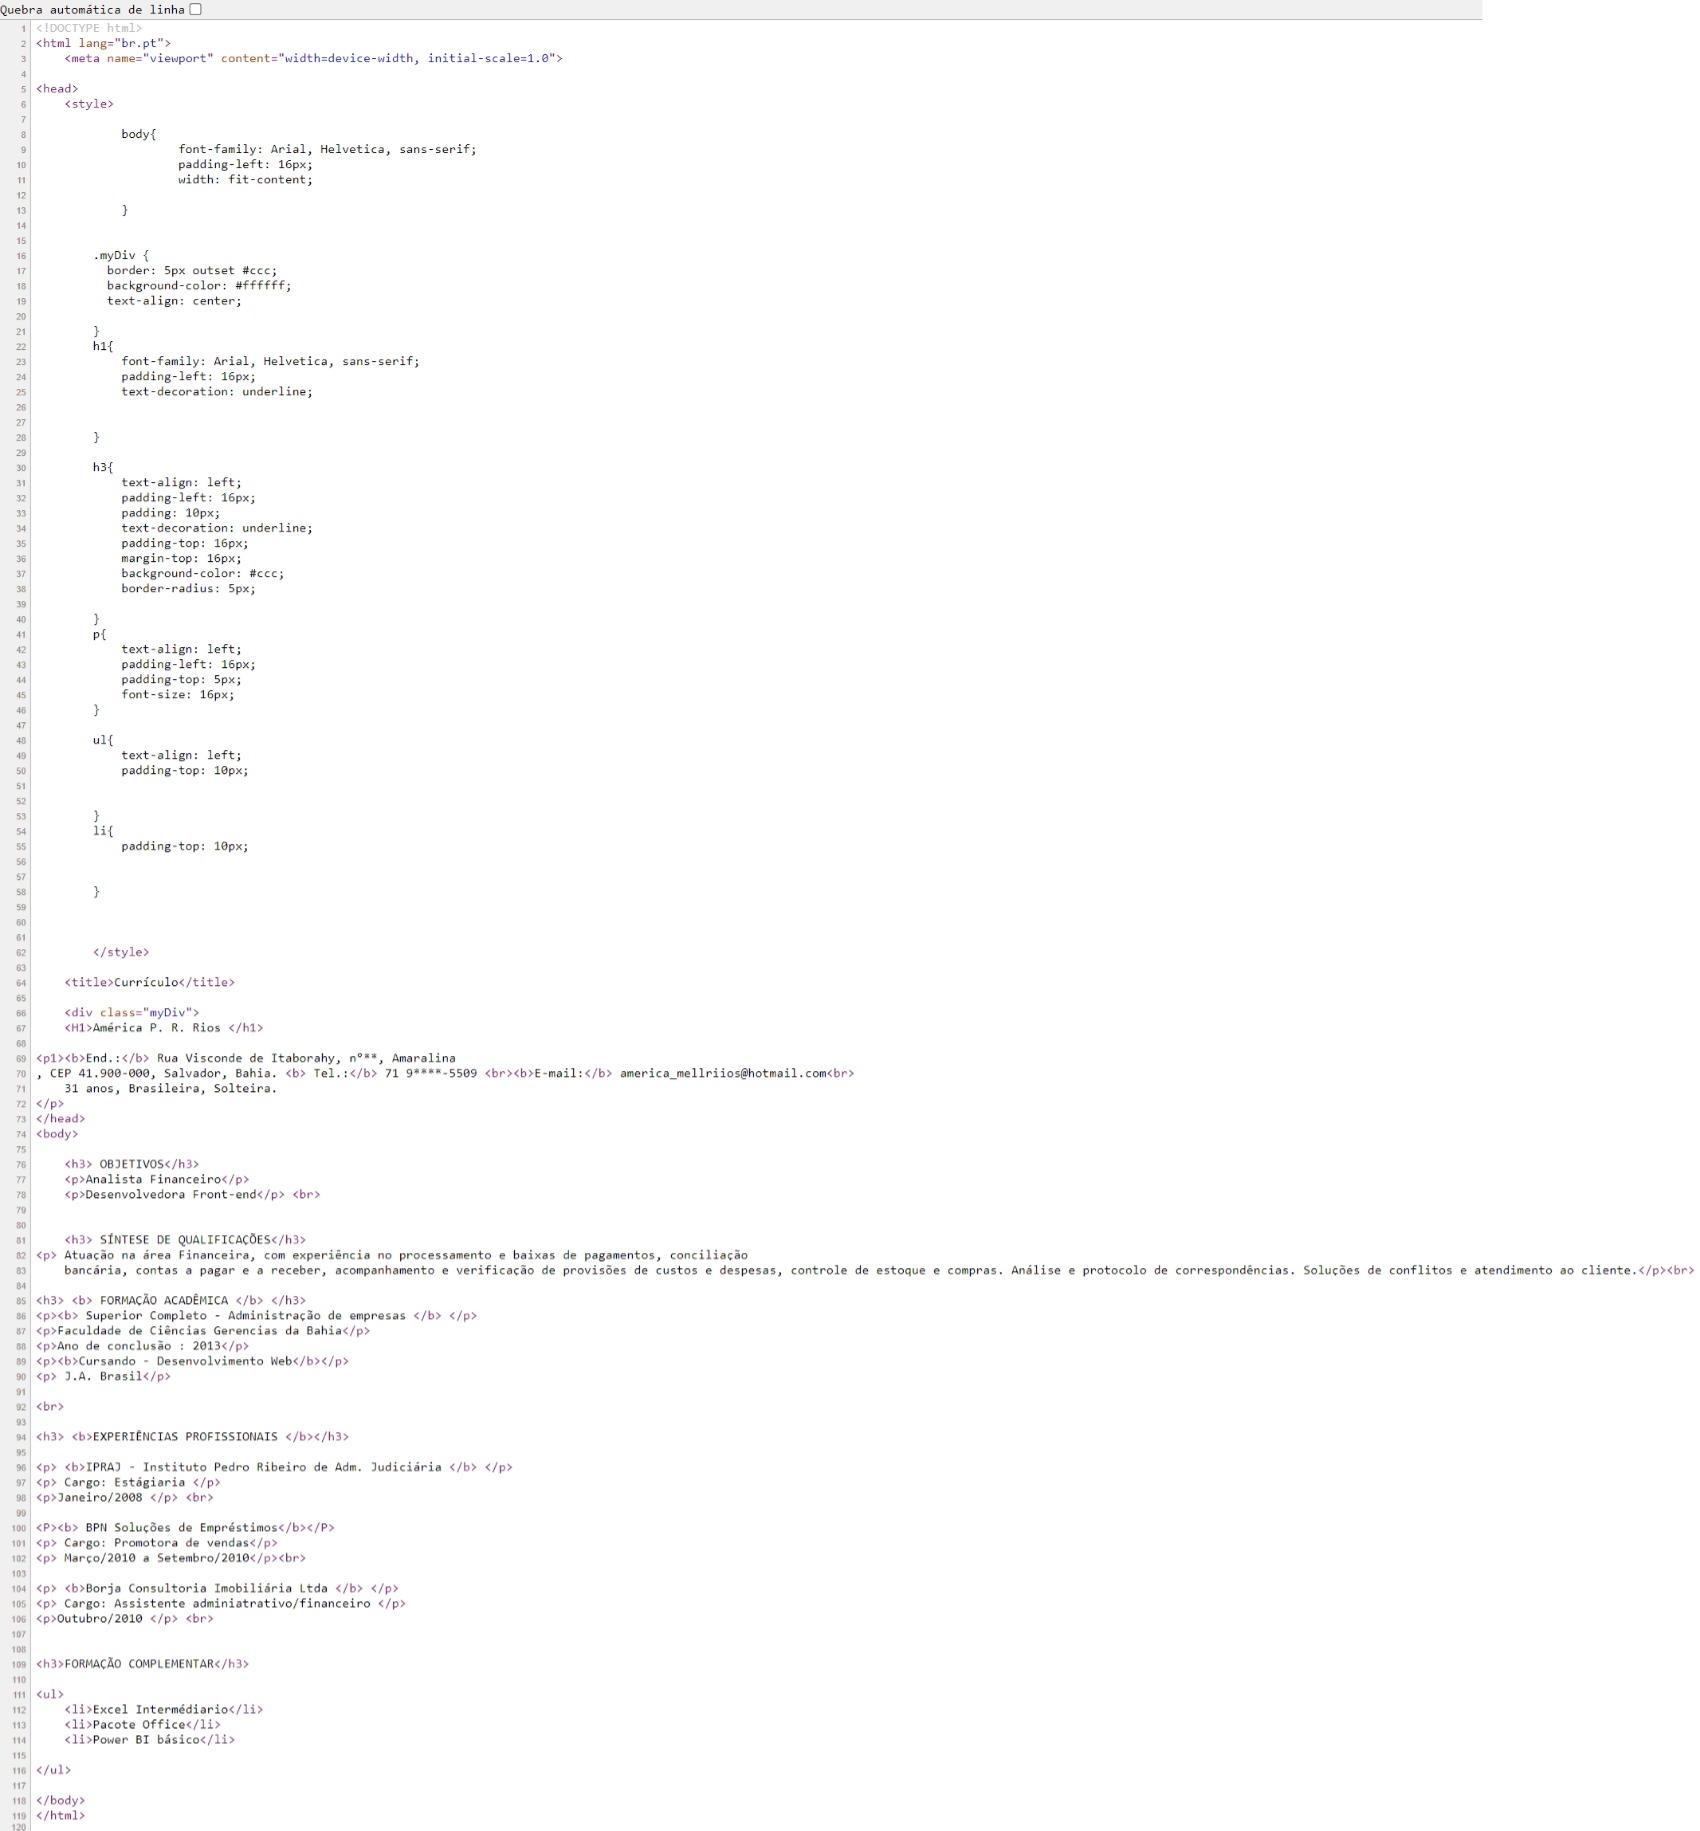 Quebra automática de linha
1 <!DOCTYPE html>
2 <html lang="br.pt">
3 <meta name="viewport" content="width=device-width, initial-scale=1.0">
4
5 <head>
6 <style>
7
8 body{
9 font-family: Arial, Helvetica, sans-serif;
10 padding-left: 16px;
11 width: fit-content;
12
13 }
14
15
16 .myDiv {
17 border: 5px outset #ccc;
18 background-color: #ffffff;
19 text-align: center;
20
21 }
22 h1{
23 font-family: Arial, Helvetica, sans-serif;
24 padding-left: 16px;
25 text-decoration: underline;
26
27
28 }
29
30 h3{
31 text-align: left;
32 padding-left: 16px;
33 padding: 10px;
34 text-decoration: underline;
35 padding-top: 16px;
36 margin-top: 16px;
37 background-color: #ccc;
38 border-radius: 5px;
39
40 }
41 p{
42 text-align: left;
43 padding-left: 16px;
44 padding-top: 5px;
45 font-size: 16px;
46 }
47
48 ul{
49 text-align: left;
50 padding-top: 10px;
51
52
53 }
54 li{
55 padding-top: 10px;
56
57
58 }
59
60
61
62 </style>
63
64 <title>Currículo</title>
65
66 <div class="myDiv">
67 <H1>América P. R. Rios </h1>
68
69 <p1><b>End.:</b> Rua Visconde de Itaborahy, nº**, Amaralina
70 , CEP 41.900-000, Salvador, Bahia. <b> Tel.:</b> 71 9****-5509 <br><b>E-mail:</b> america_mellriios@hotmail.com<br>
71 31 anos, Brasileira, Solteira.
72 </p>
73 </head>
74 <body>
75
76 <h3> OBJETIVOS</h3>
77 <p>Analista Financeiro</p>
78 <p>Desenvolvedora Front-end</p> <br>
79
80
81 <h3> SÍNTESE DE QUALIFICAÇÕES</h3>
82 <p> Atuação na área Financeira, com experiência no processamento e baixas de pagamentos, conciliação
83 bancária, contas a pagar e a receber, acompanhamento e verificação de provisões de custos e despesas, controle de estoque e compras. Análise e protocolo de correspondências. Soluções de conflitos e atendimento ao cliente.</p><br>
84
85 <h3> <b> FORMAÇÃO ACADÊMICA </b> </h3>
86 <p><b> Superior Completo - Administração de empresas </b> </p>
87 <p>Faculdade de Ciências Gerencias da Bahia</p>
88 <p>Ano de conclusão : 2013</p>
89 <p><b>Cursando - Desenvolvimento Web</b></p>
90 <p> J.A. Brasil</p>
91
92 <br>
93
94 <h3> <b>EXPERIÊNCIAS PROFISSIONAIS </b></h3>
95
96 <p> <b>IPRAJ - Instituto Pedro Ribeiro de Adm. Judiciária </b> </p>
97 <p> Cargo: Estágiaria </p>
98 <p>Janeiro/2008 </p> <br>
99
100 <P><b> BPN Soluções de Empréstimos</b></P>
101 <p> Cargo: Promotora de vendas</p>
102 <p> Março/2010 a Setembro/2010</p><br>
103
104 <p> <b>Borja Consultoria Imobiliária Ltda </b> </p>
105 <p> Cargo: Assistente adminiatrativo/financeiro </p>
106 <p>Outubro/2010 </p> <br>
107
108
109 <h3>FORMAÇÃO COMPLEMENTAR</h3>
110
111 <ul>
112 <li>Excel Intermédiario</li>
113 <li>Pacote Office</li>
114 <li>Power BI básico</li>
115
116 </ul>
117
118 </body>
119 </html>
120